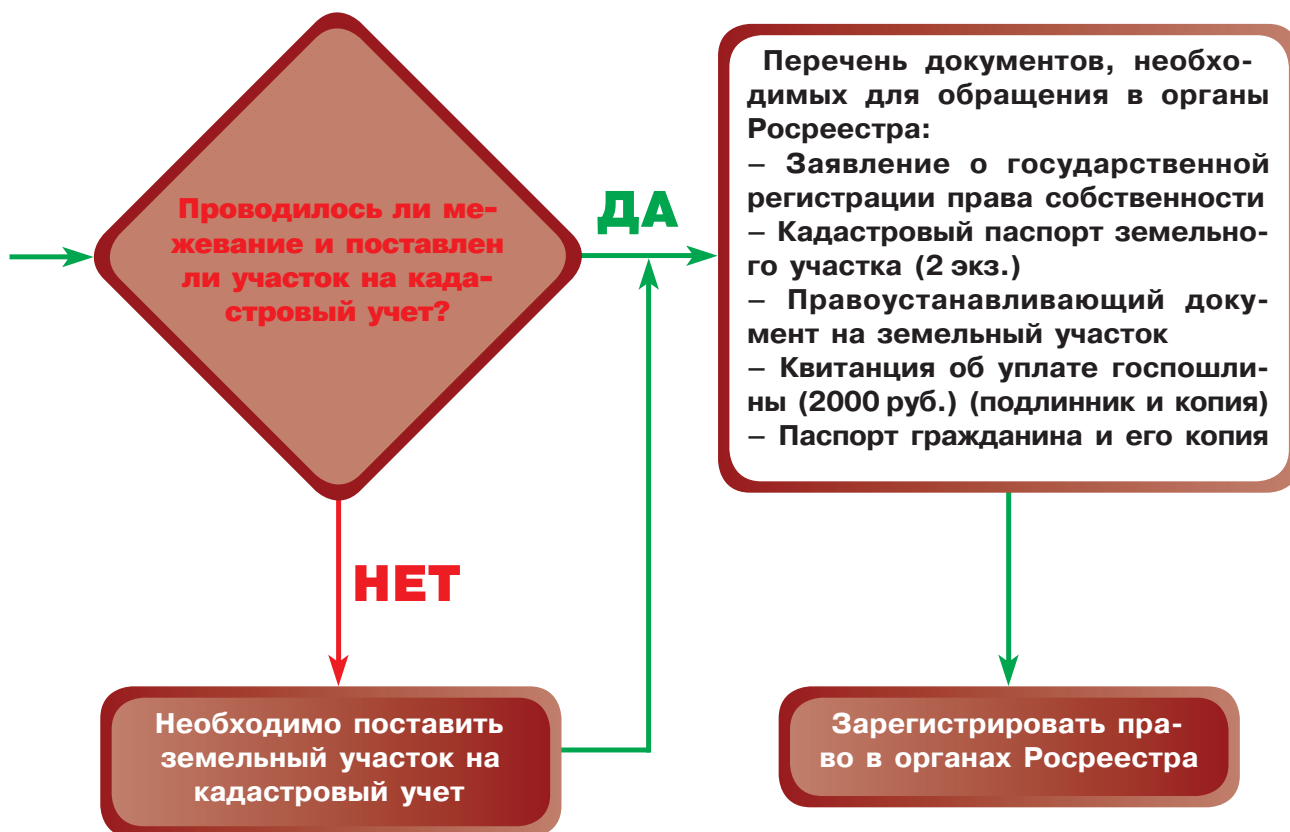 Проводилось ли ме-
жевание и поставлен
ли участок на када-
стровый учет?
ДА
Перечень документов, необхо-
димых для обращения в органы
Росреестра:
– Заявление о государственной
регистрации права собственности
– Кадастровый паспорт земельно-
го участка (2 экз.)
– Правоустанавливающий доку-
мент на земельный участок
– Квитанция об уплате госпошли-
ны (2000 руб.) (подлинник и копия)
– Паспорт гражданина и его копия
НЕТ
Необходимо поставить
земельный участок на
кадастровый учет
Зарегистрировать пра-
во в органах Росреестра